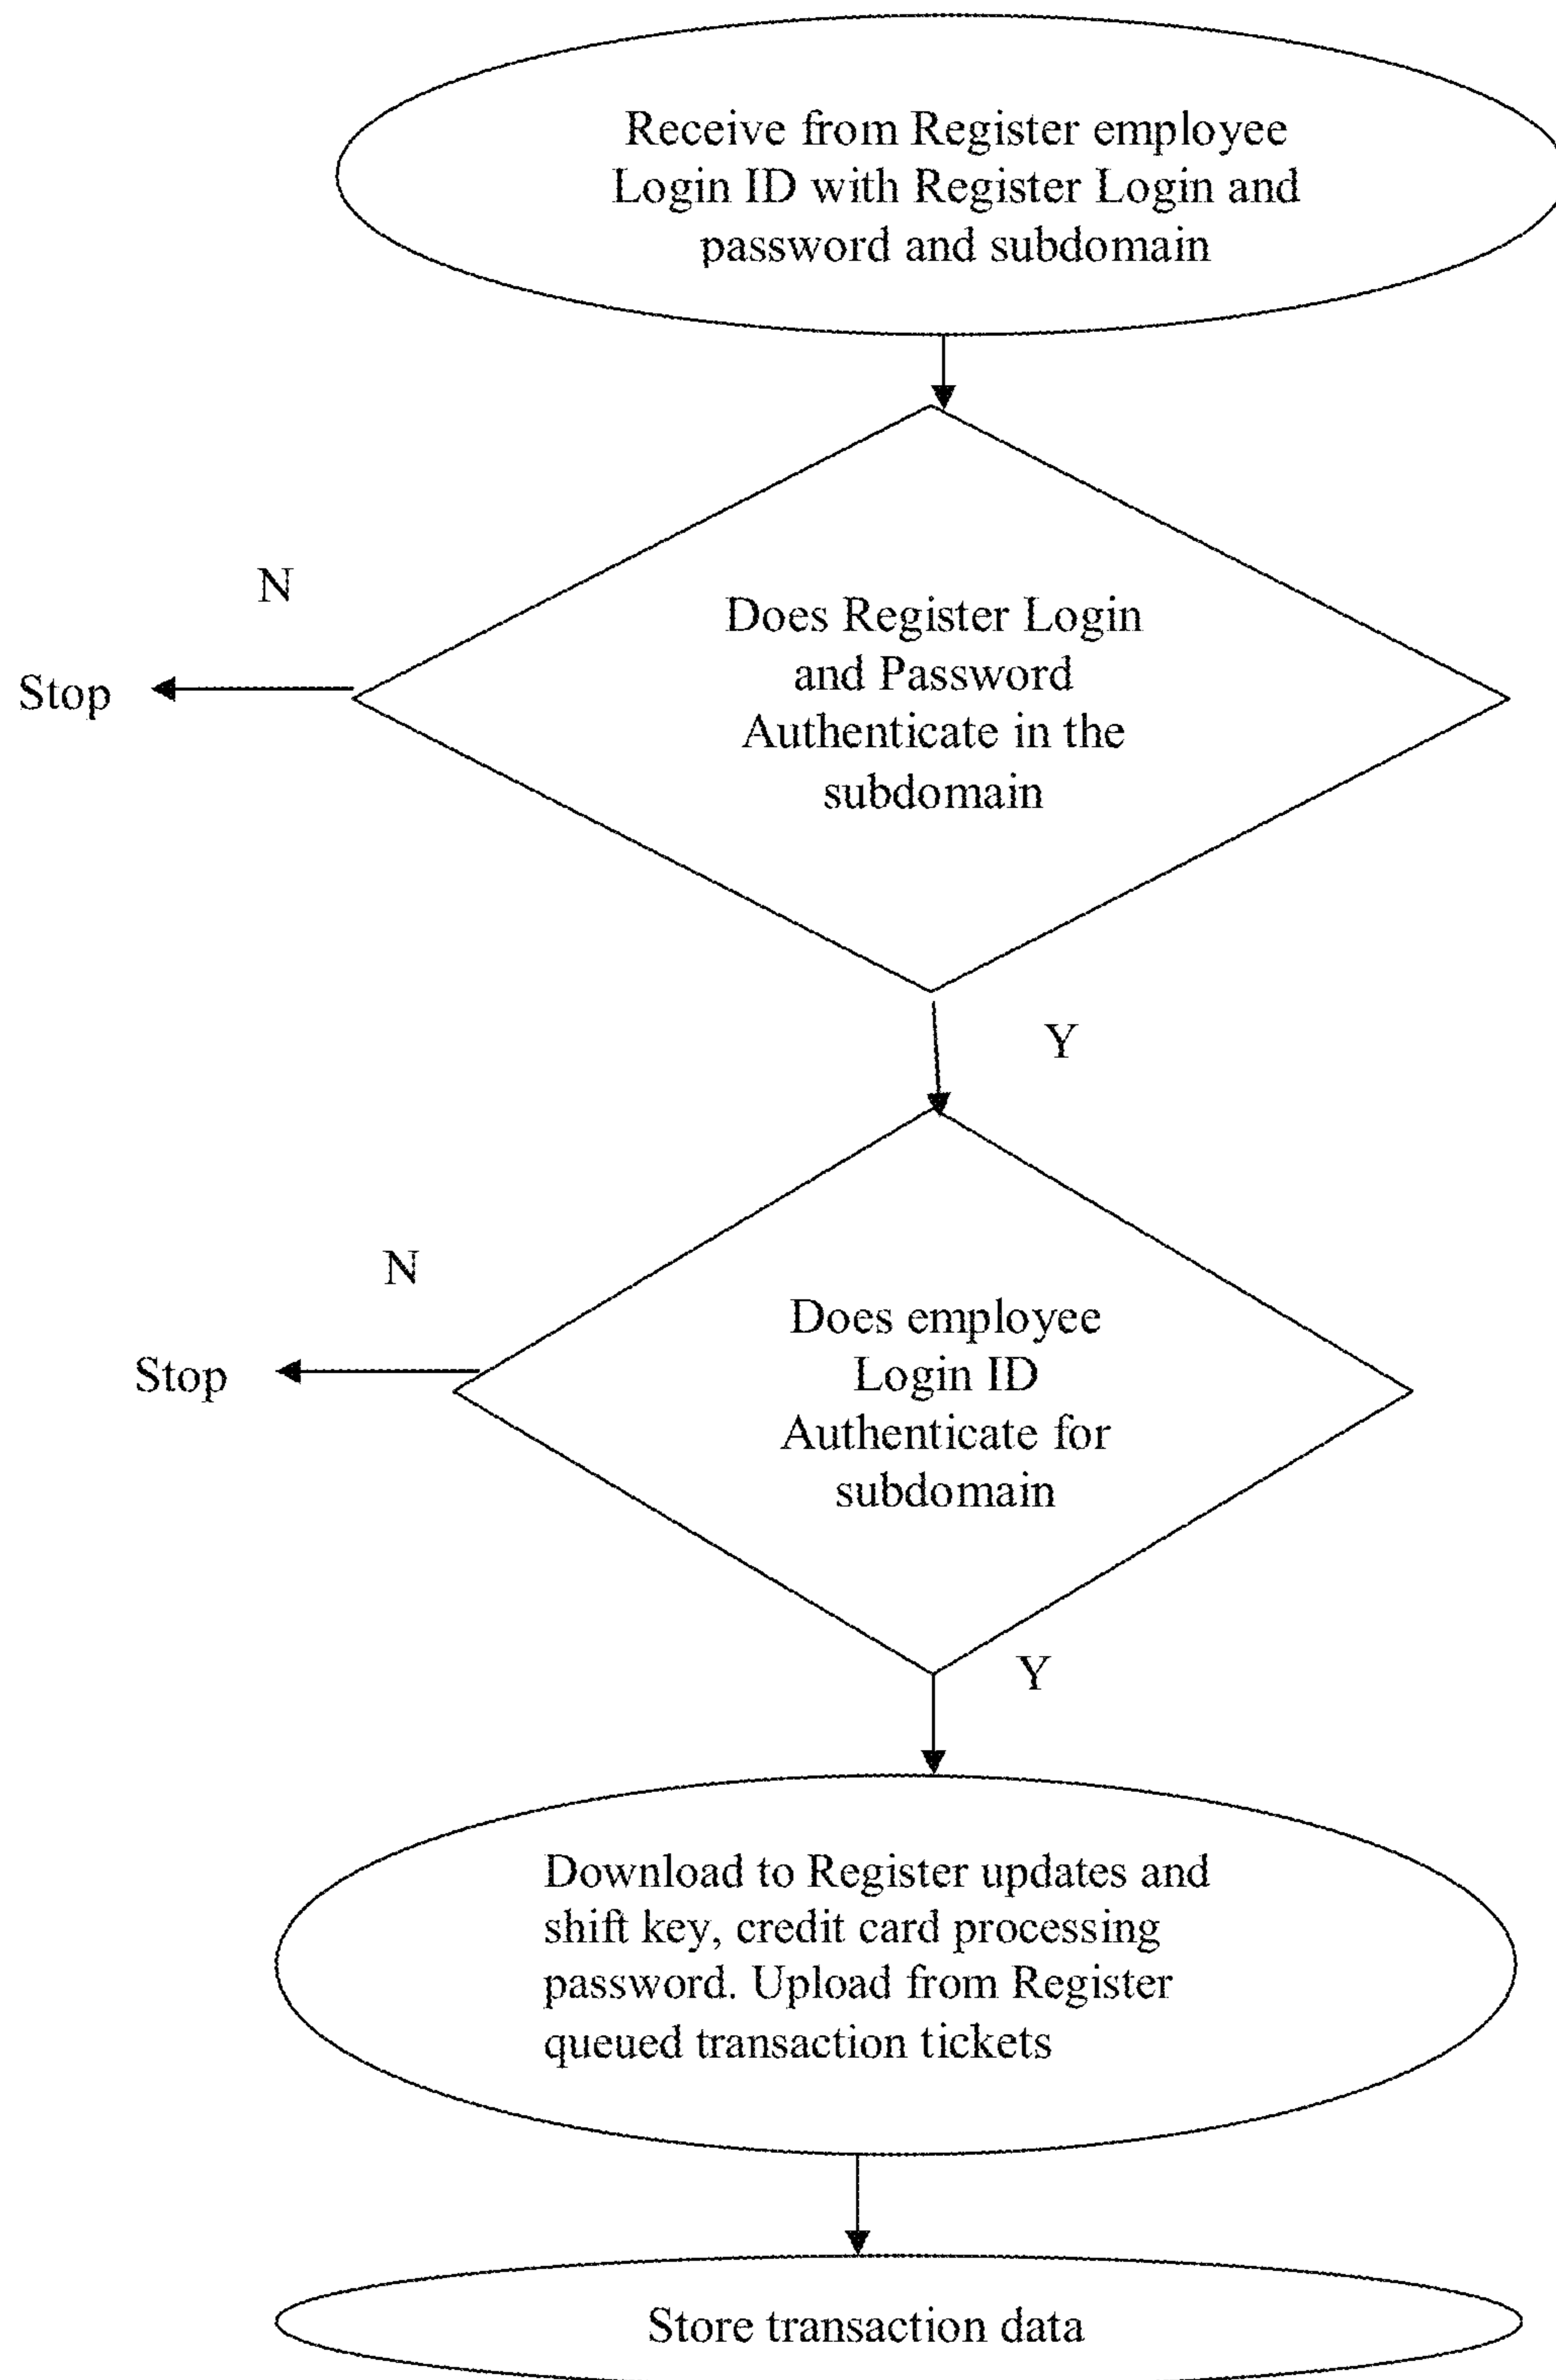 Receive from Register employee
Login ID with Register Login and
password and subdomain
N
Does Register Login
and Password
Authenticate in the
subdomain
Stop
Y
N
Does employee
Login ID
Authenticate for
subdomain
Stop
Y
Download to Register updates and
shift key, credit card processing
password. Upload from Register
queued transaction tickets
Store transaction data